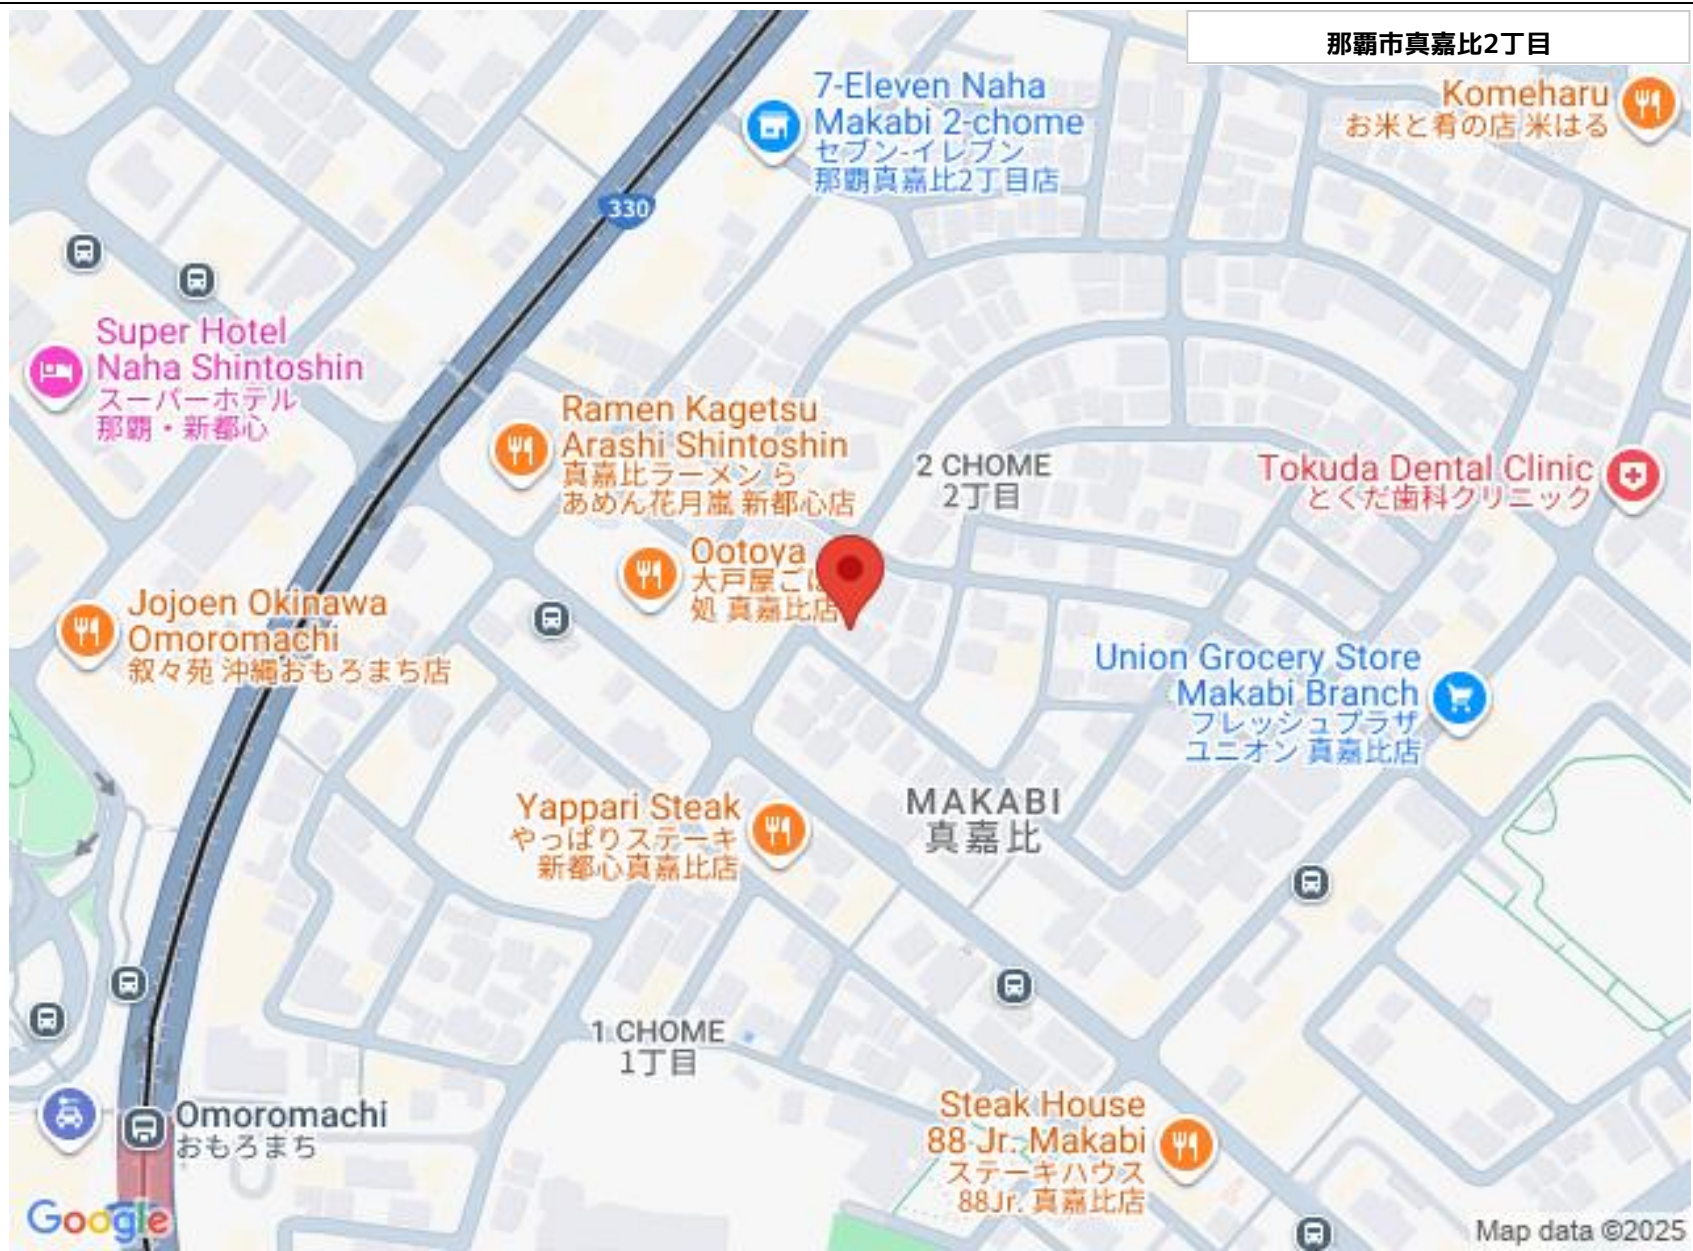 那覇市真嘉比2丁目
7-Eleven Naha
Makabi 2-chome
セブン-イレブン
那覇真嘉比2丁目店
Komeharu
お米と肴の店 米はる
330
Super Hotel
Naha Shintoshin
スーパーホテル
那覇・新都心
Ramen Kagetsu
Arashi Shintoshin
真嘉比ラーメン ら
あめん花月嵐 新都心店
2 CHOME
2丁目
Tokuda Dental Clinic
とくだ歯科クリニック
Ootoya
大戸屋ごは
処 真嘉比店
Jojoen Okinawa
Omoromachi
叙々苑 沖縄おもろまち店
Union Grocery Store
Makabi Branch
フレッシュプラザ
ユニオン 真嘉比店
Yappari Steak
やっぱりステーキ
新都心真嘉比店
MAKABI
真嘉比
1 CHOME
1丁目
Omoromachi
おもろまち
Steak House
88 Jr. Makabi
ステーキハウス
88Jr. 真嘉比店
Google
Map data ©2025